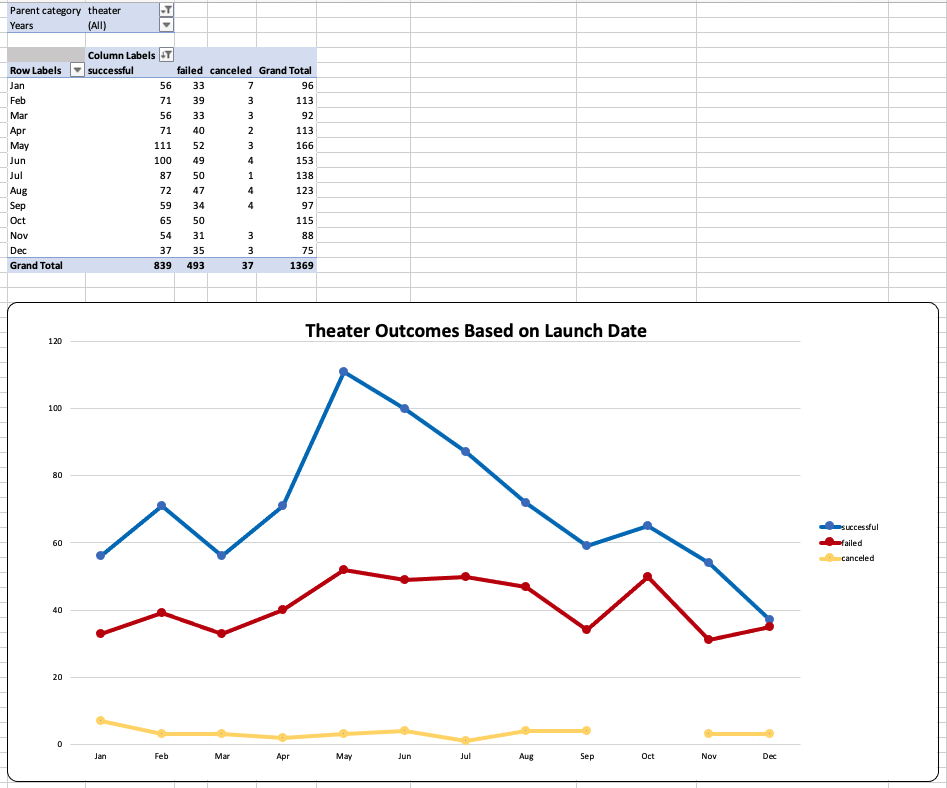 Parent category theater
Years (All)
Column Labels
Row Labels successful failed canceled Grand Total
Jan 56 33 7 96
Feb 71 39 3 113
Mar 56 33 3 92
Apr 71 40 2 113
May 111 52 3 166
Jun 100 49 4 153
Jul 87 50 1 138
Aug 72 47 4 123
Sep 59 34 4 97
Oct 65 50 115
Nov 54 31 3 88
Dec 37 35 3 75
Grand Total 839 493 37 1369
Theater Outcomes Based on Launch Date
120
100
80
60
40
20
0
Jan Feb Mar Apr May Jun Jul Aug Sep Oct Nov Dec
successful
failed
canceled